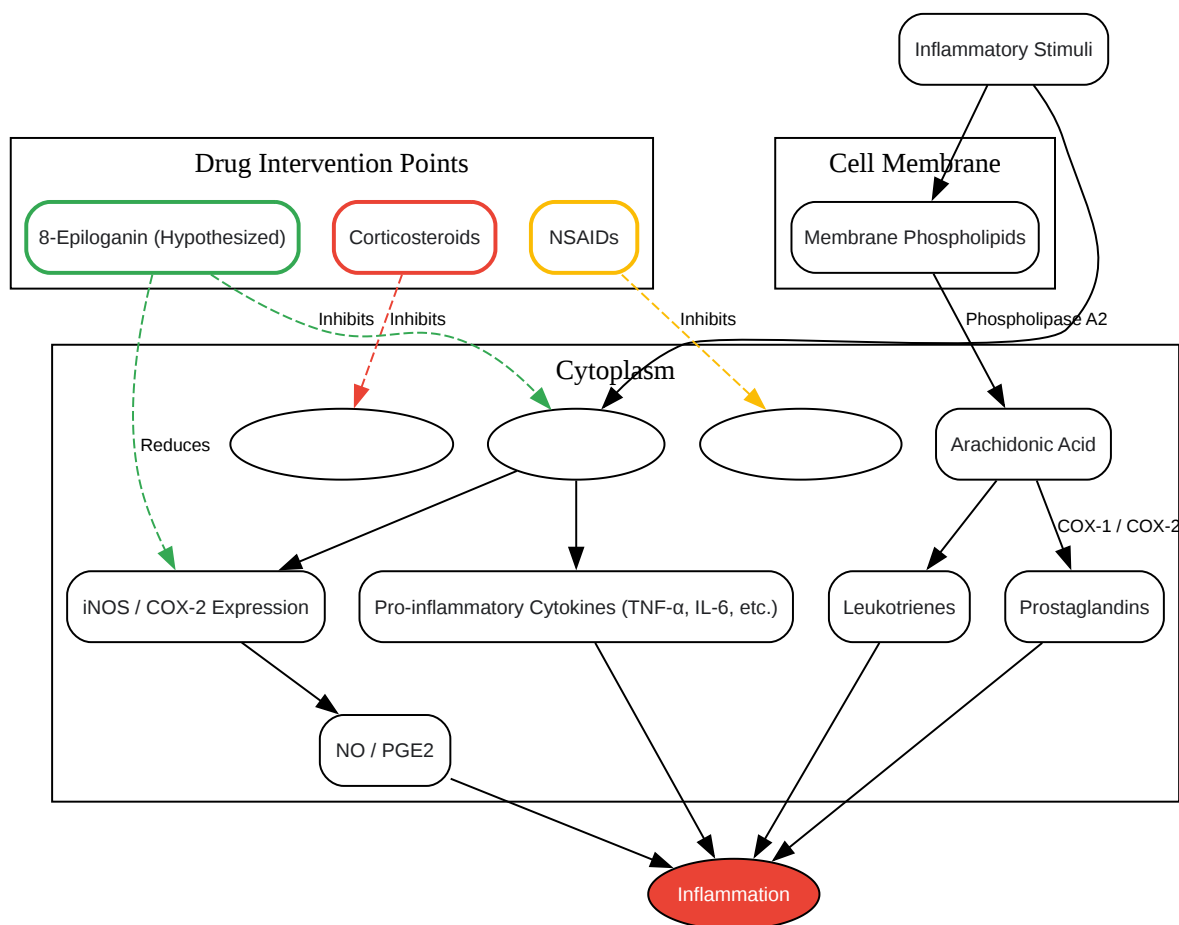 Inflammatory Stimuli
Drug Intervention Points
Cell Membrane
8-Epiloganin (Hypothesized)
Corticosteroids
NSAIDs
Membrane Phospholipids
Inhibits
Inhibits
Inhibits
Phospholipase A2
Cytoplasm
Reduces
Arachidonic Acid
COX-1 / COX-2
iNOS / COX-2 Expression
Pro-inflammatory Cytokines (TNF-α, IL-6, etc.)
Leukotrienes
Prostaglandins
NO / PGE2
Inflammation